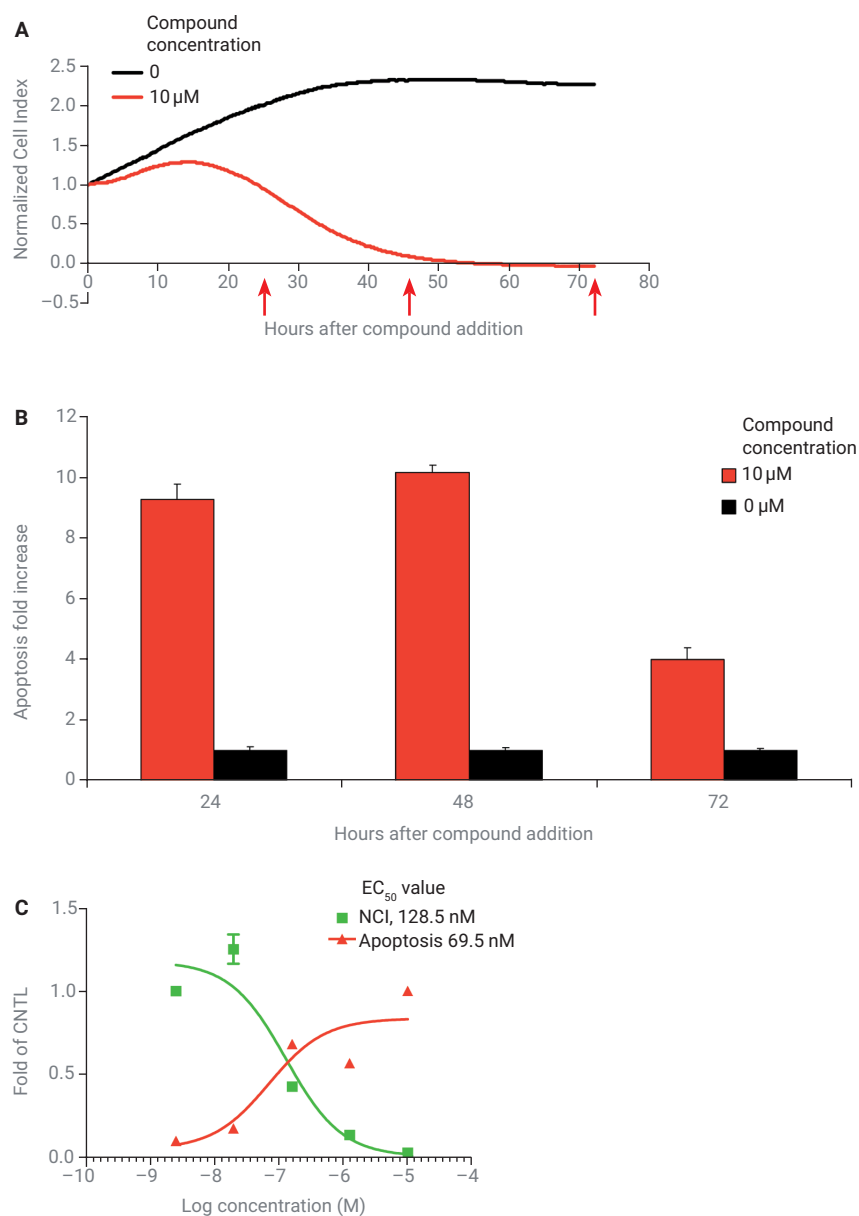 A
Compound
concentration
0
10 µM
Normalized Cell Index
2.5
2.0
1.5
1.0
0.5
0.0
−0.5
0 10 20 30 40 50 60 70 80
Hours after compound addition
B
Compound
concentration
10 µM
0 µM
Apoptosis fold increase
12
10
8
6
4
2
0
24 48 72
Hours after compound addition
C
EC50 value
NCI, 128.5 nM
Apoptosis 69.5 nM
Fold of CNTL
1.5
1.0
0.5
0.0
−10 −9 −8 −7 −6 −5 −4
Log concentration (M)